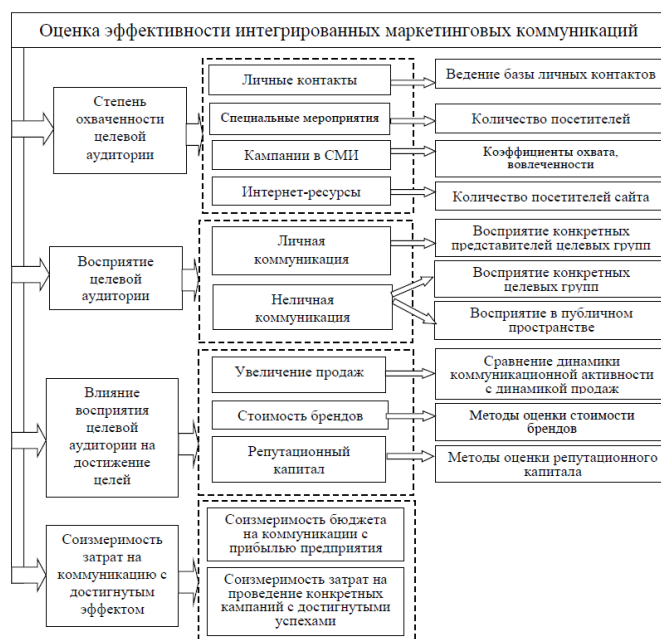 Оценка эффективности интегрированных маркетинговых коммуникаций
Степень
охваченности
целевой
аудитории
Личные контакты
Ведение базы личных контактов
Специальные мероприятия
Количество посетителей
Кампании в СМИ
Коэффициенты охвата,
вовлеченности
Интернет-ресурсы
Количество посетителей сайта
Восприятие
целевой
аудитории
Личная
коммуникация
Восприятие конкретных
представителей целевых групп
Неличная
коммуникация
Восприятие конкретных
целевых групп
Восприятие в публичном
пространстве
Влияние
восприятия
целевой
аудитории на
достижение
целей
Увеличение продаж
Сравнение динамики
коммуникационной активности
с динамикой продаж
Стоимость брендов
Методы оценки стоимости
брендов
Репутационный
капитал
Методы оценки репутационного
капитала
Соизмеримость
затрат на
коммуникацию с
достигнутым
эффектом
Соизмеримость бюджета
на коммуникации с
прибылью предприятия
Соизмеримость затрат на
проведение конкретных
кампаний с достигнутыми
успехами